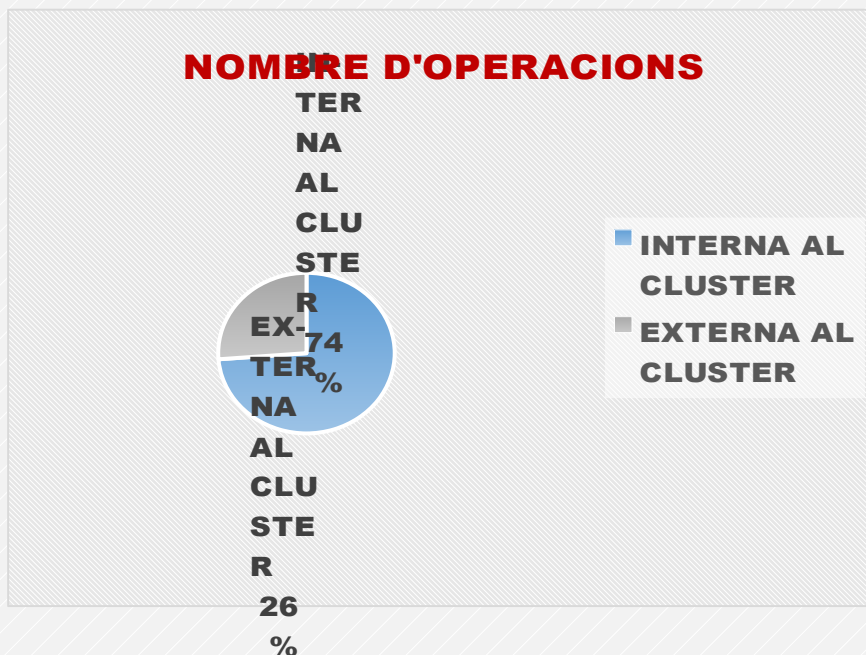 NOMBRE D'OPERACIONS
IN-
TER
NA
AL
CLU
STE
R
74
%
EX-
TER
NA
AL
CLU
STE
R
26
%
INTERNA AL
CLUSTER
EXTERNA AL
CLUSTER